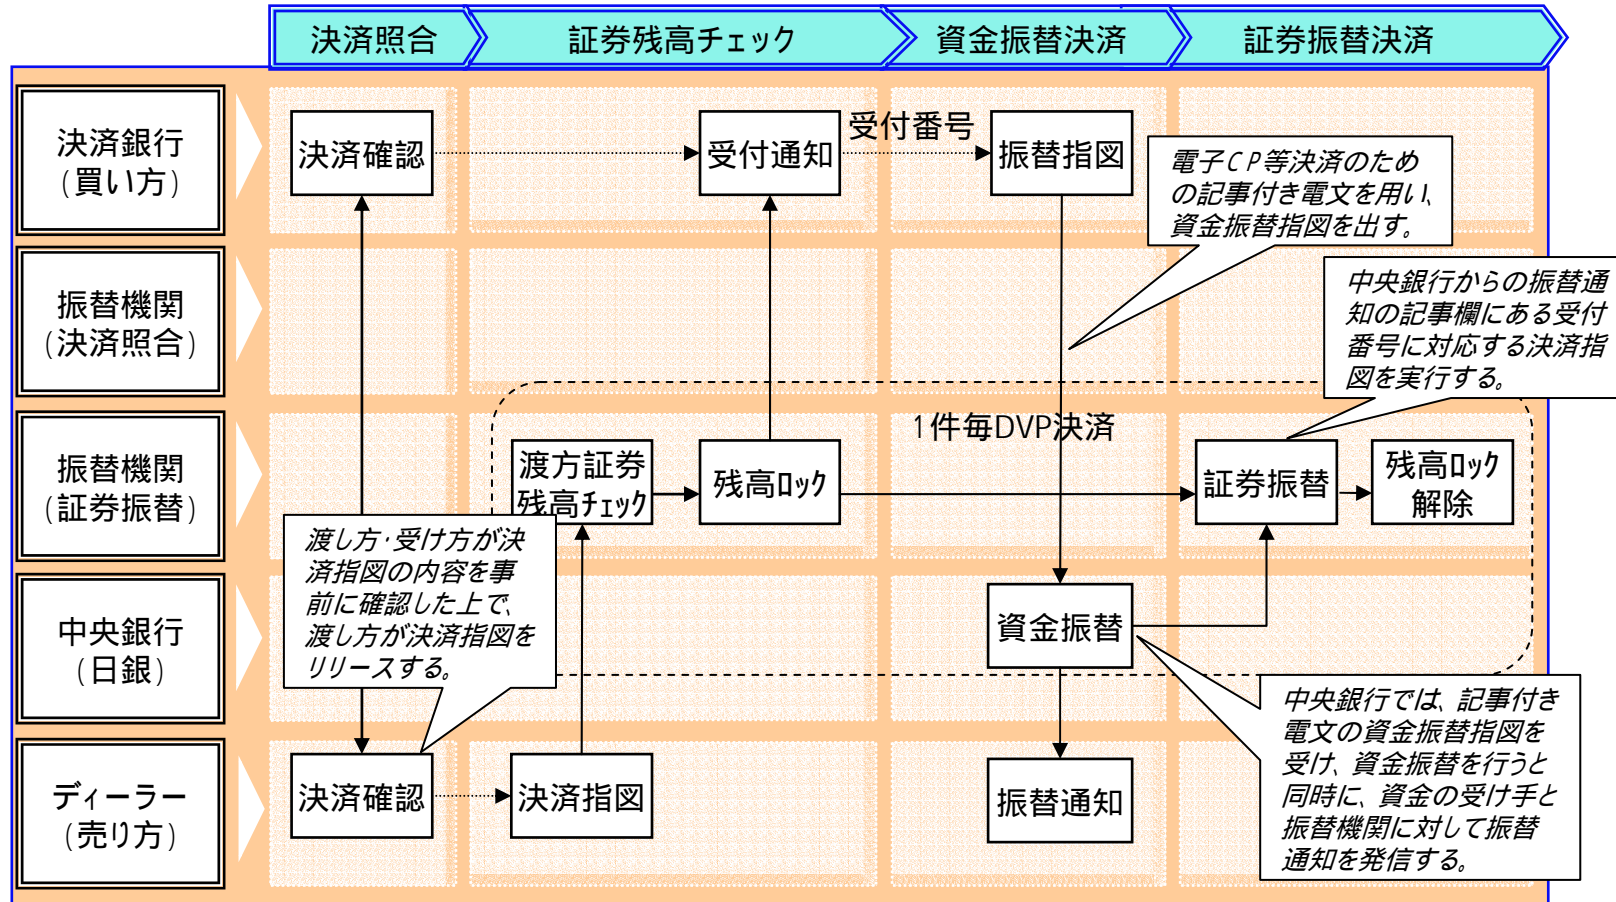 決済照合
証券残高チェック
資金振替決済
証券振替決済
決済銀行
(買い方)
決済確認
受付通知
受付番号
振替指図
電子CP等決済のため
の記事付き電文を用い、
資金振替指図を出す。
振替機関
(決済照合)
中央銀行からの振替通
知の記事欄にある受付
番号に対応する決済指
図を実行する。
1件毎DVP決済
振替機関
(証券振替)
渡方証券
残高チェック
残高ロック
証券振替
残高ロック
解除
渡し方・受け方が決
済指図の内容を事
前に確認した上で、
渡し方が決済指図を
リリースする。
中央銀行
(日銀)
資金振替
中央銀行では、記事付き
電文の資金振替指図を
受け、資金振替を行うと
同時に、資金の受け手と
振替機関に対して振替
通知を発信する。
ディーラー
(売り方)
決済確認
決済指図
振替通知